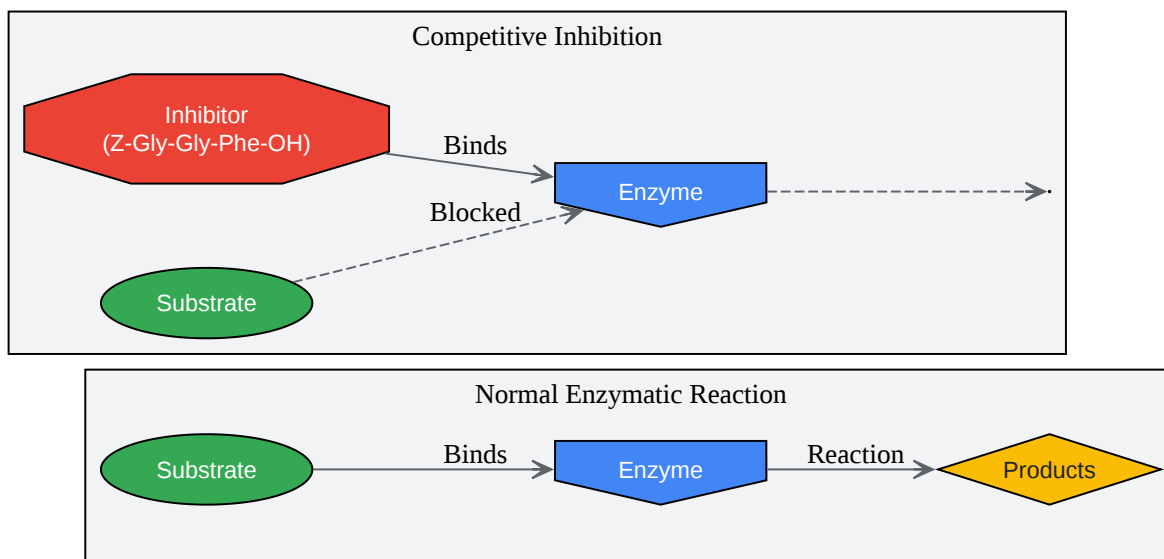 Competitive Inhibition
Inhibitor
(Z-Gly-Gly-Phe-OH)
Binds
Enzyme
Blocked
Substrate
Normal Enzymatic Reaction
Substrate
Binds
Enzyme
Reaction
Products